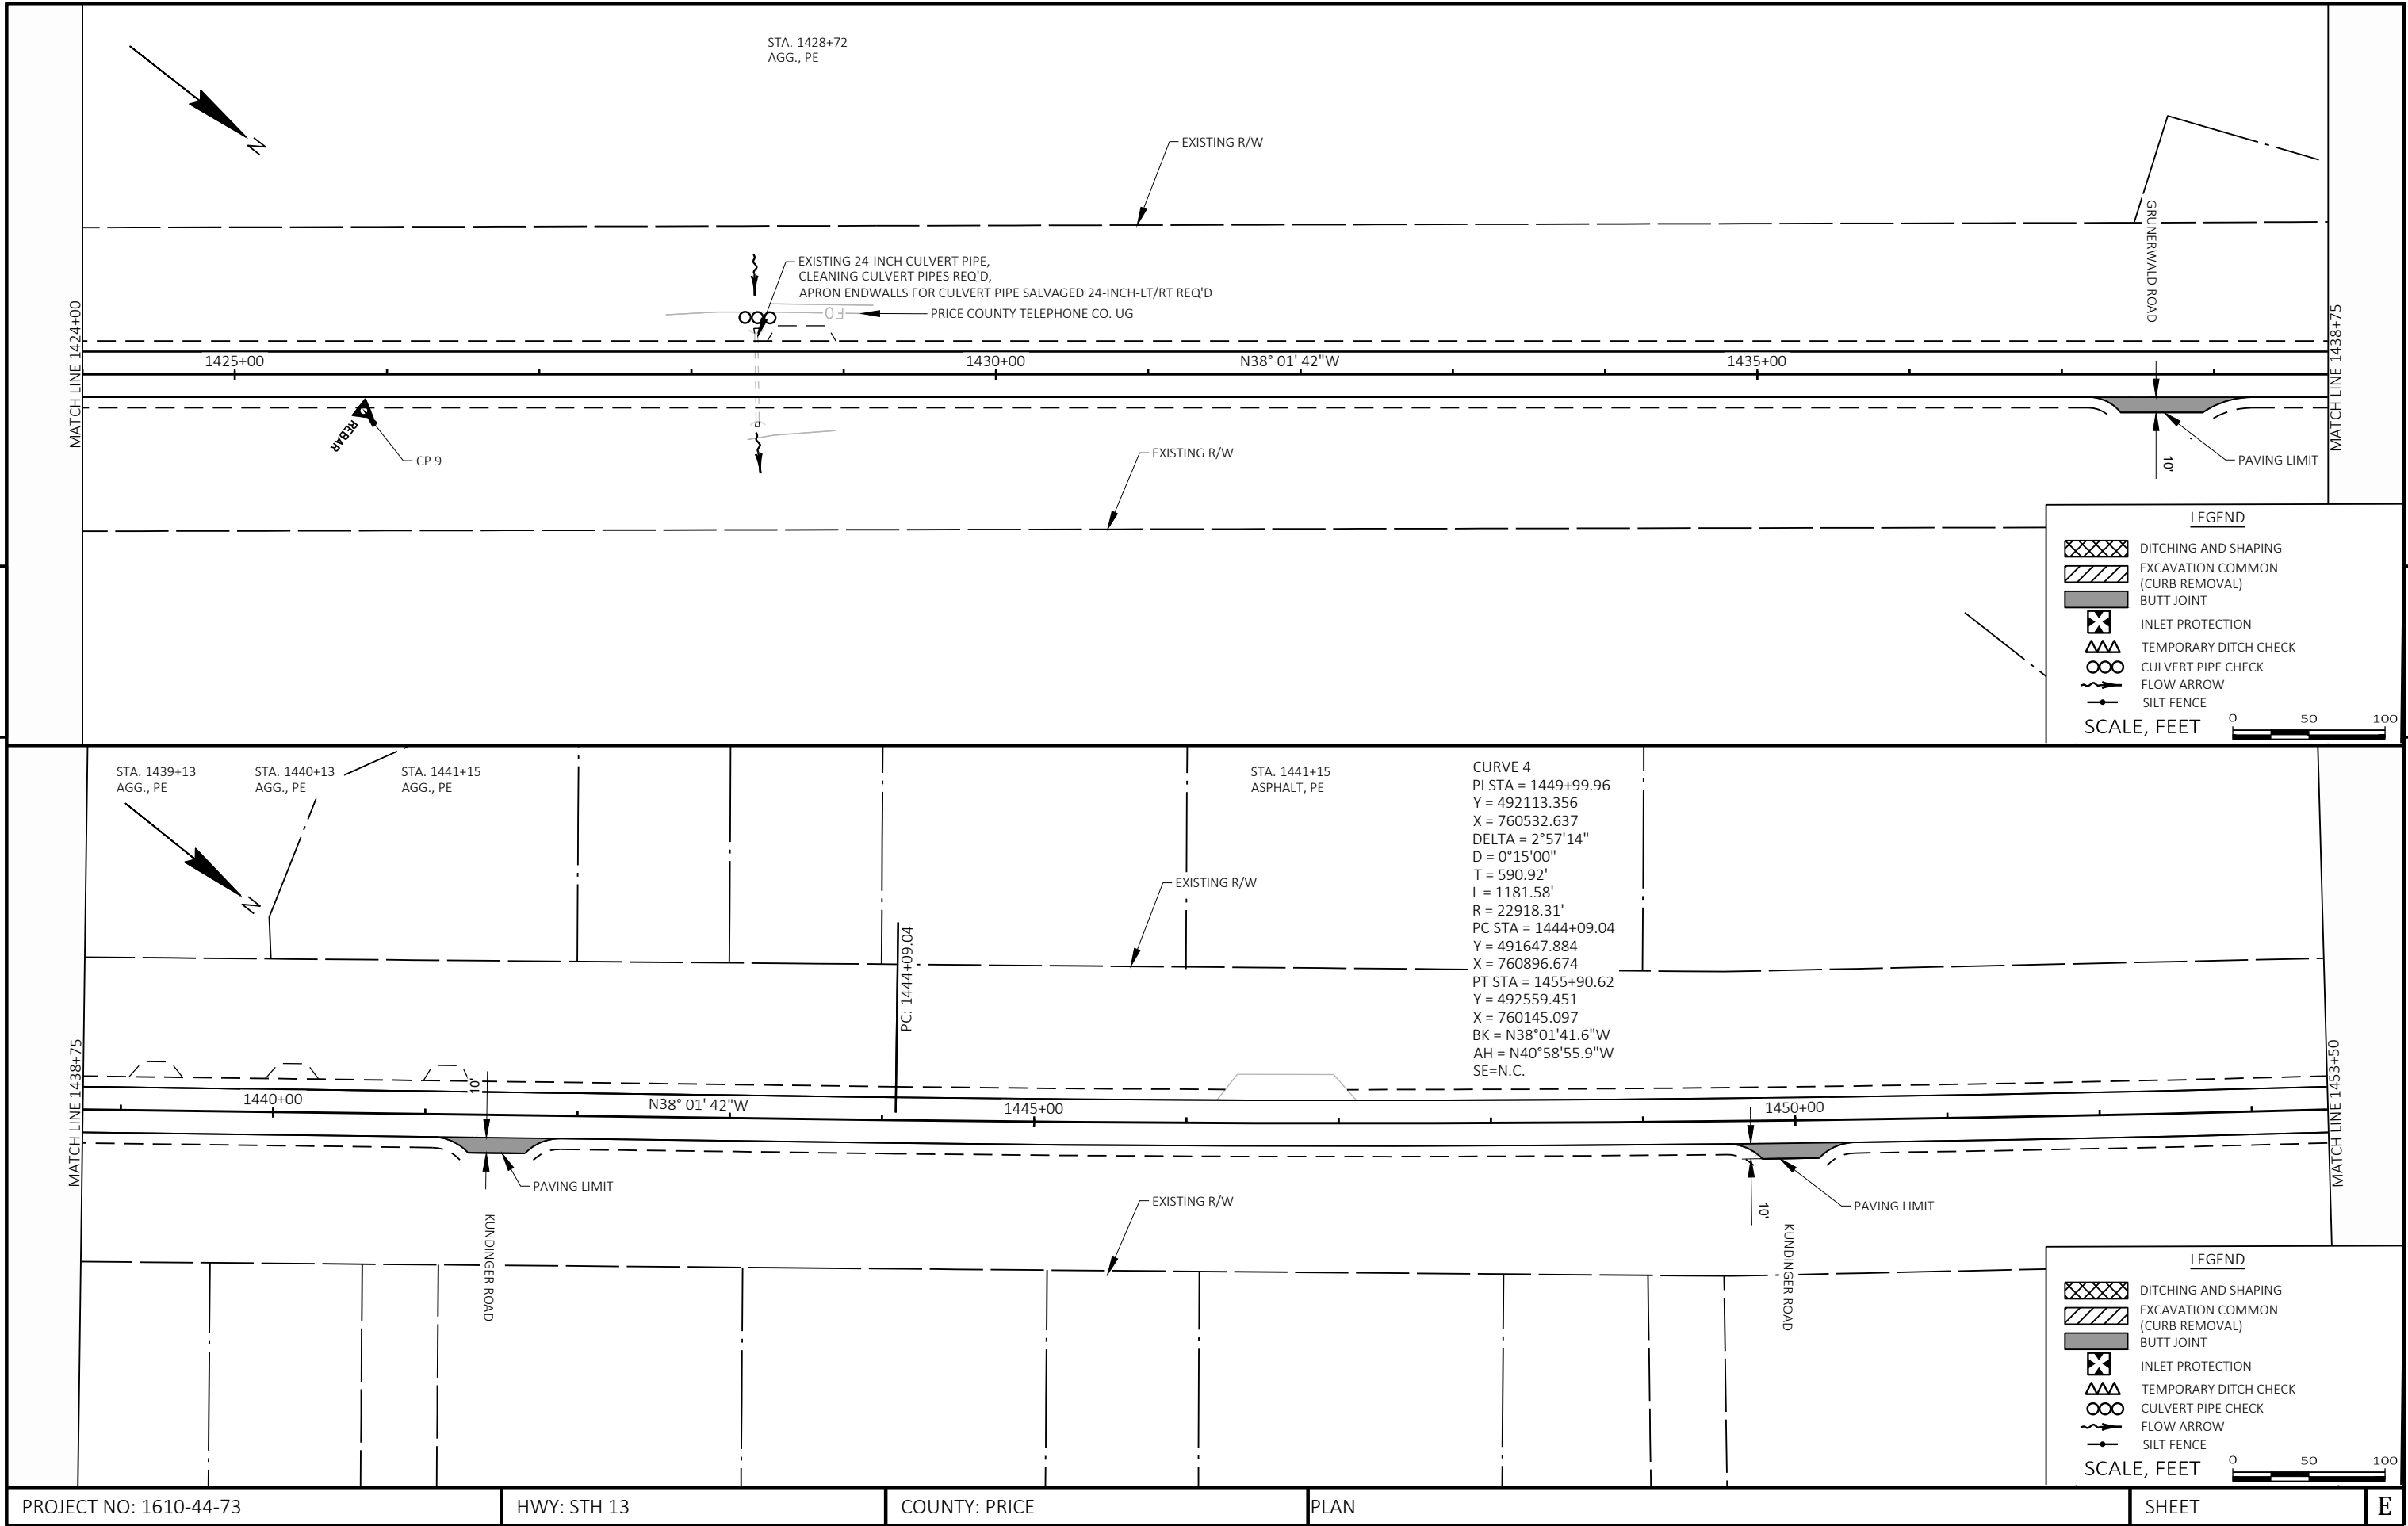 STA. 1428+72
AGG., PE
N
EXISTING R/W
GRUNERWALD ROAD
EXISTING 24-INCH CULVERT PIPE,
CLEANING CULVERT PIPES REQ'D,
APRON ENDWALLS FOR CULVERT PIPE SALVAGED 24-INCH-LT/RT REQ'D
FO
PRICE COUNTY TELEPHONE CO. UG
MATCH LINE 1424+00
MATCH LINE 1438+75
1425+00
1430+00
N38° 01' 42"W
1435+00
REBAR
CP 9
EXISTING R/W
10'
PAVING LIMIT
LEGEND
DITCHING AND SHAPING
EXCAVATION COMMON
(CURB REMOVAL)
BUTT JOINT
INLET PROTECTION
TEMPORARY DITCH CHECK
CULVERT PIPE CHECK
FLOW ARROW
SILT FENCE
SCALE, FEET
0 50 100
STA. 1439+13
AGG., PE
STA. 1440+13
AGG., PE
STA. 1441+15
AGG., PE
STA. 1441+15
ASPHALT, PE
N
CURVE 4
PI STA = 1449+99.96
Y = 492113.356
X = 760532.637
DELTA = 2°57'14"
D = 0°15'00"
T = 590.92'
L = 1181.58'
R = 22918.31'
PC STA = 1444+09.04
Y = 491647.884
X = 760896.674
PT STA = 1455+90.62
Y = 492559.451
X = 760145.097
BK = N38°01'41.6"W
AH = N40°58'55.9"W
SE=N.C.
EXISTING R/W
PC: 1444+09.04
MATCH LINE 1438+75
MATCH LINE 1453+50
10'
1440+00
N38° 01' 42"W
1445+00
1450+00
PAVING LIMIT
KUNDINGER ROAD
EXISTING R/W
10'
PAVING LIMIT
KUNDINGER ROAD
LEGEND
DITCHING AND SHAPING
EXCAVATION COMMON
(CURB REMOVAL)
BUTT JOINT
INLET PROTECTION
TEMPORARY DITCH CHECK
CULVERT PIPE CHECK
FLOW ARROW
SILT FENCE
SCALE, FEET
0 50 100
PROJECT NO: 1610-44-73
HWY: STH 13
COUNTY: PRICE
PLAN
SHEET
E